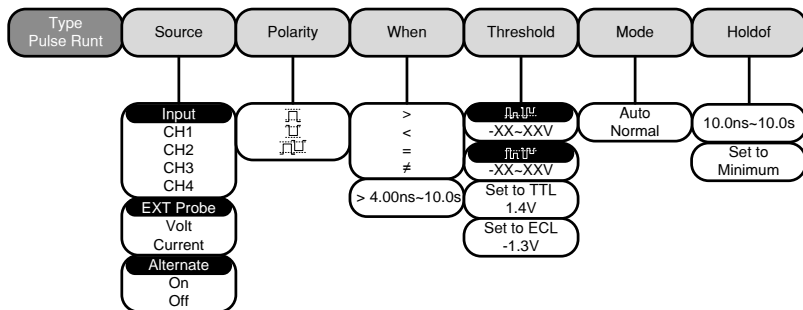 Type
Pulse Runt
Source
Polarity
When
Threshold
Mode
Holdof
Input
CH1
CH2
CH3
CH4
EXT Probe
Volt
Current
Alternate
On
Off
>
<
=
≠
> 4.00ns~10.0s
-XX~XXV
-XX~XXV
Set to TTL
1.4V
Set to ECL
-1.3V
Auto
Normal
10.0ns~10.0s
Set to
Minimum